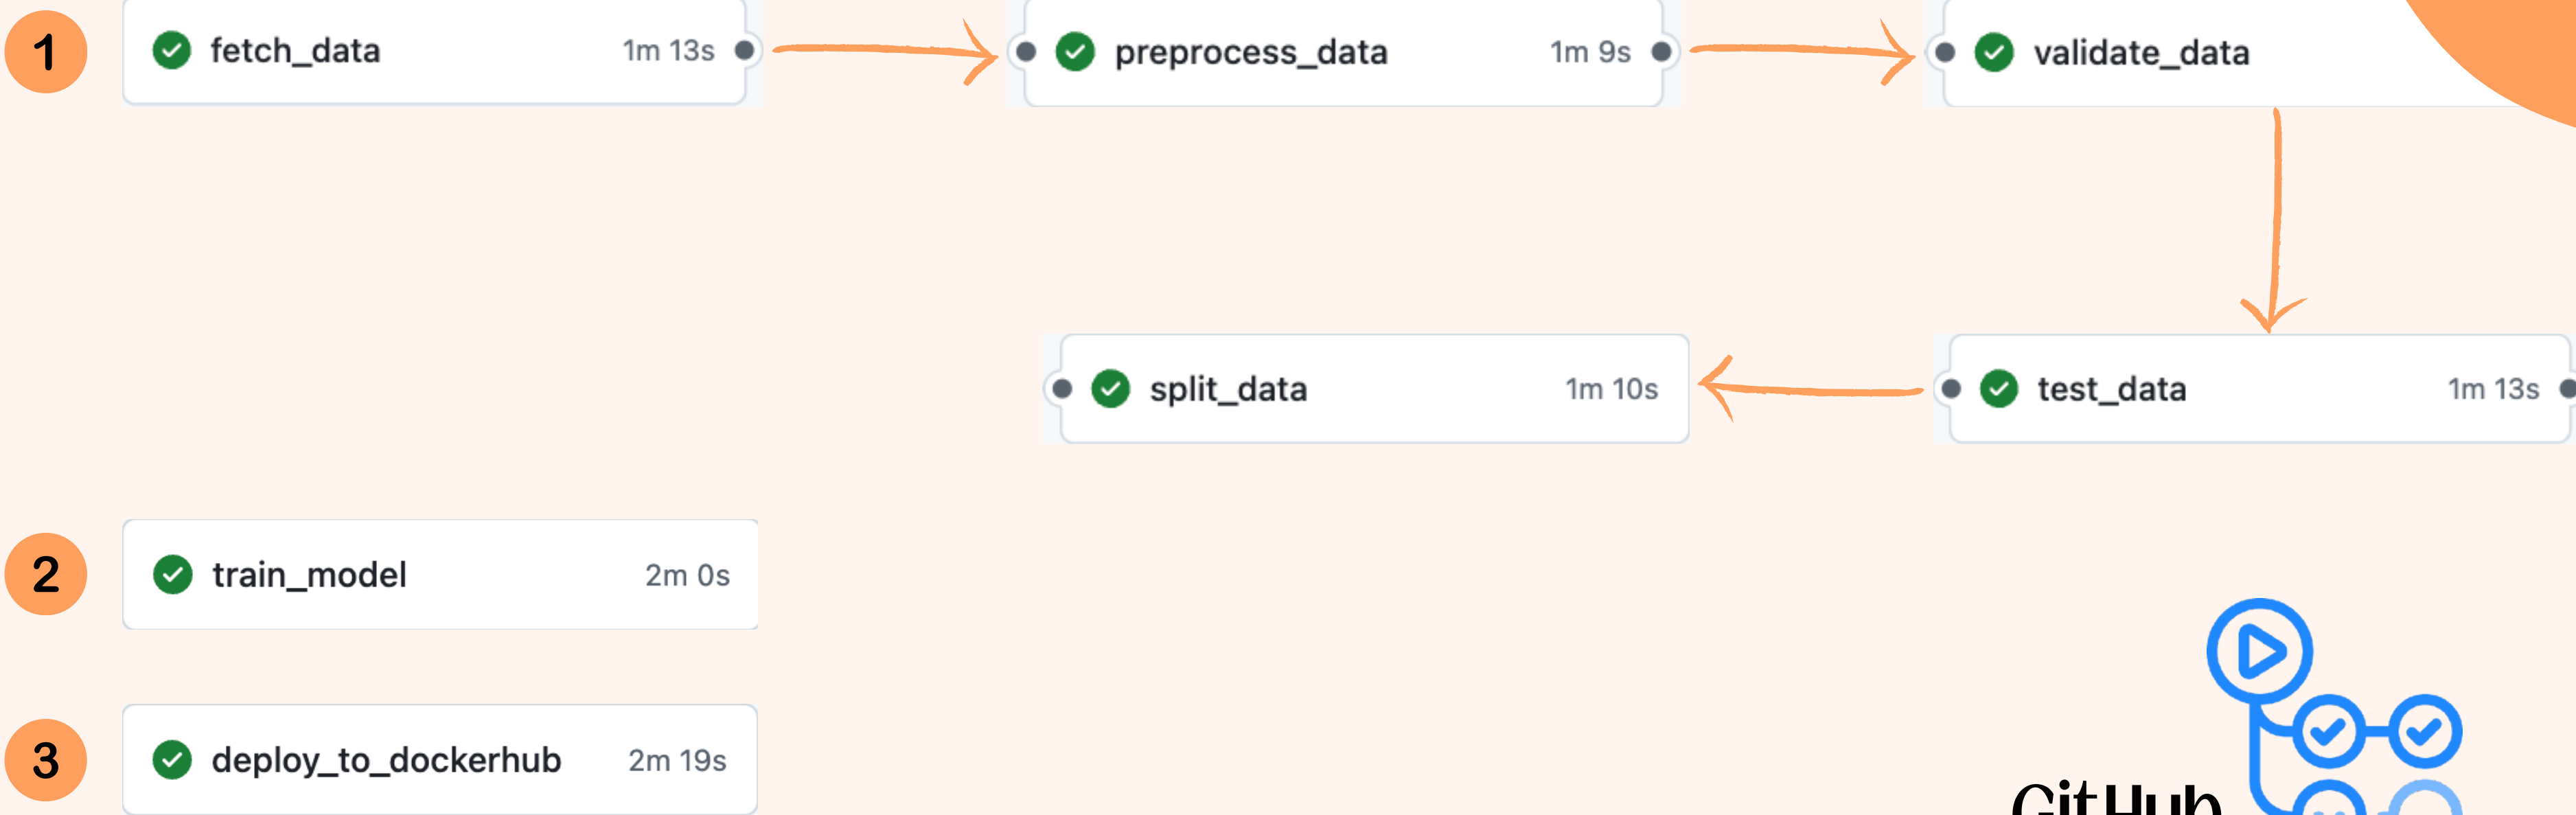 1
fetch_data 1m 13s
preprocess_data 1m 9s
validate_data
split_data 1m 10s
test_data 1m 13s
2
train_model 2m 0s
3
deploy_to_dockerhub 2m 19s
GitHub